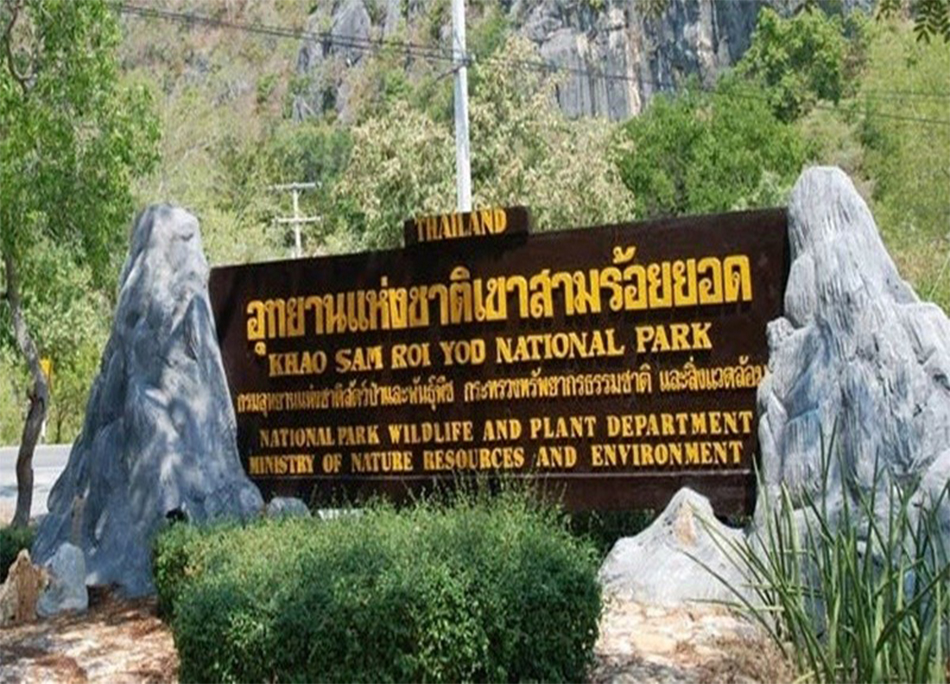 THAILAND
อุทยานแห่งชาติเขาสามร้อยยอด
KHAO SAM ROI YOD NATIONAL PARK
กรมอุทยานแห่งชาติสัตว์ป่าและพันธุ์พืช กระทรวงทรัพยากรธรรมชาติ และสิ่งแวดล้อม
NATIONAL PARK WILDLIFE AND PLANT DEPARTMENT
MINISTRY OF NATURE RESOURCES AND ENVIRONMENT